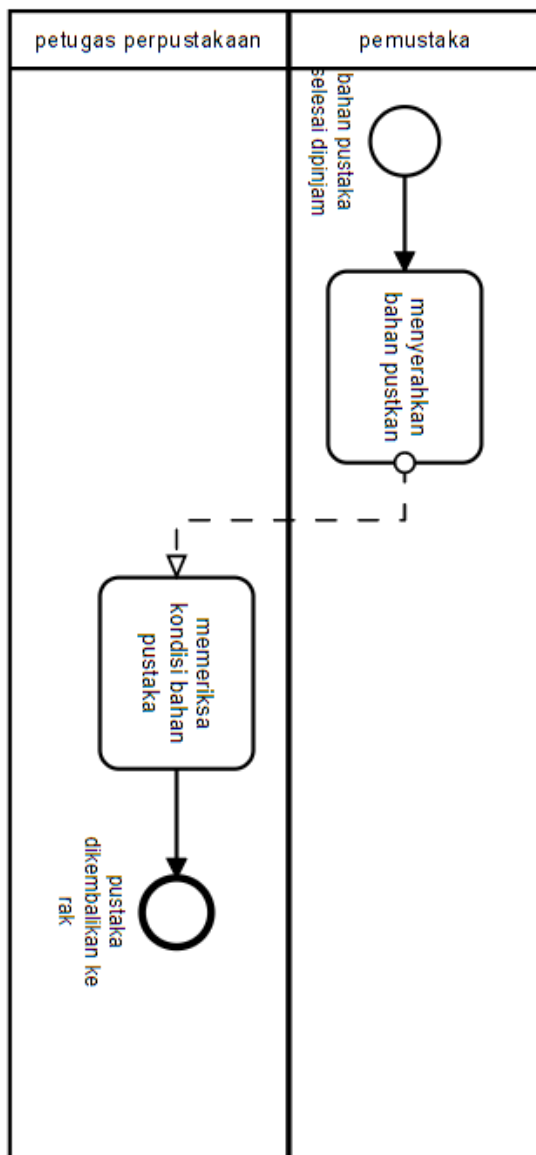 petugas perpustakaan
pemustaka
bahan pustaka
selesai dipinjam
menyerahkan
bahan pustkan
memeriksa
kondisi bahan
pustaka
pustaka
dikembalikan ke
rak